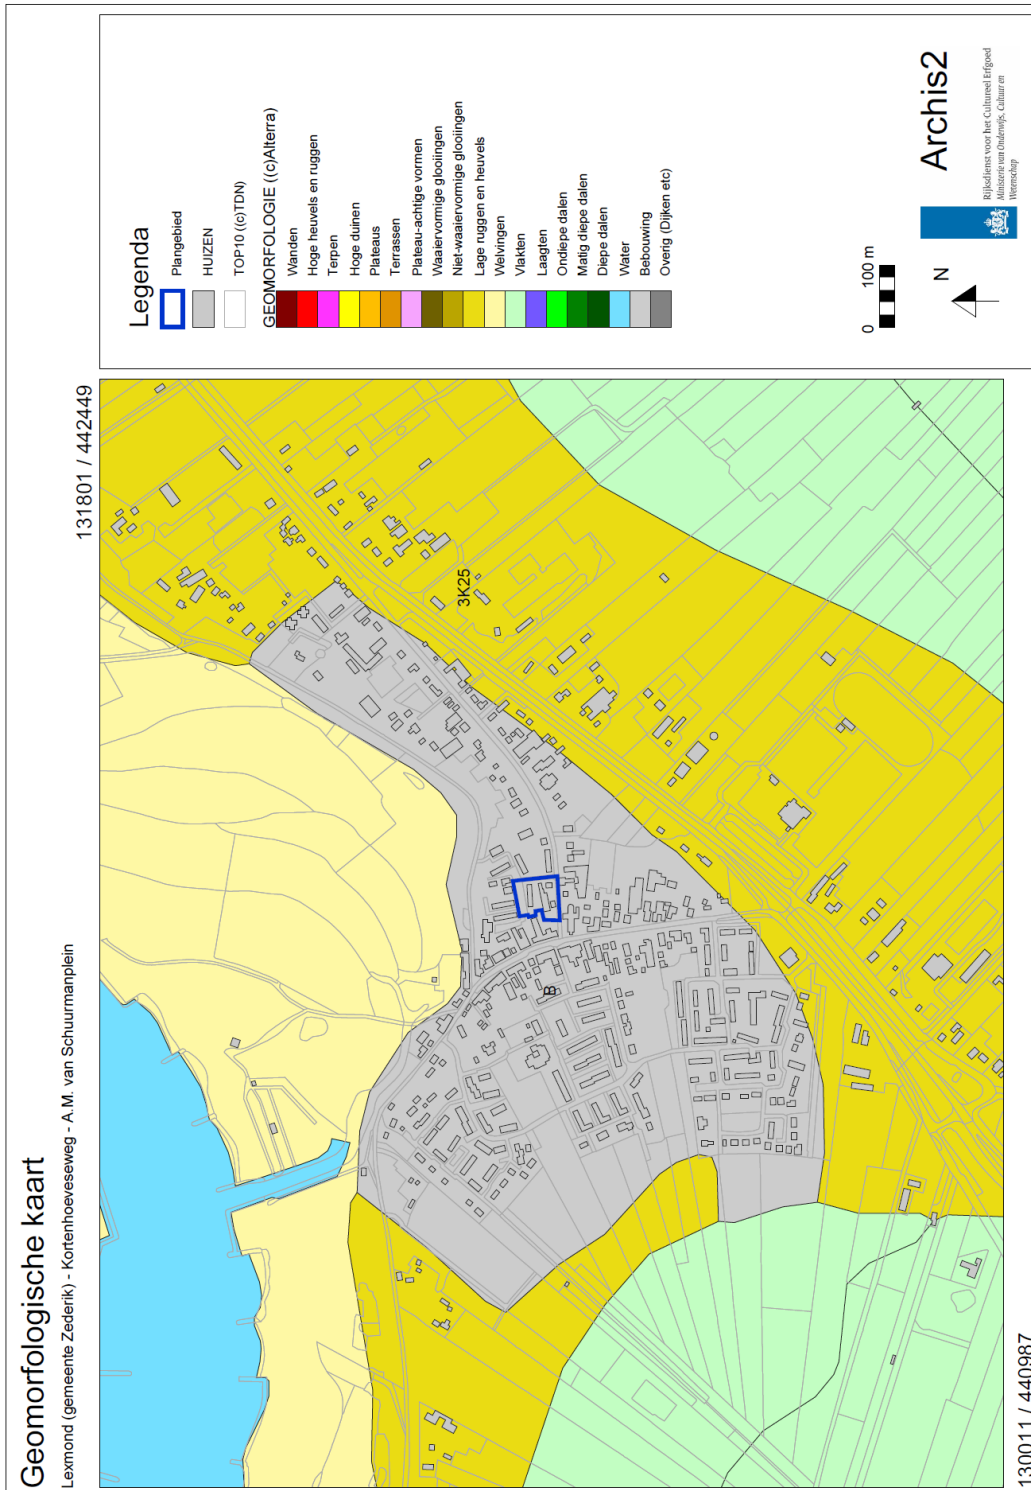 Geomorfologische kaart
Lexmond (gemeente Zederik) - Kortenhoeveseweg - A.M. van Schuurmanplein
131801 / 442449
3K25
B
130011 / 440987
Legenda
Plangebied
HUIZEN
TOP10 ((c)TDN)
GEOMORFOLOGIE ((c)Alterra)
Wanden
Hoge heuvels en ruggen
Terpen
Hoge duinen
Plateaus
Terrassen
Plateau-achtige vormen
Waaiervormige glooiingen
Niet-waaiervormige glooiingen
Lage ruggen en heuvels
Welvingen
Vlakten
Laagten
Ondiepe dalen
Matig diepe dalen
Diepe dalen
Water
Bebouwing
Overig (Dijken etc)
0 100 m
N
Archis2
Rijksdienst voor het Cultureel Erfgoed
Ministerie van Onderwijs, Cultuur en
Wetenschap